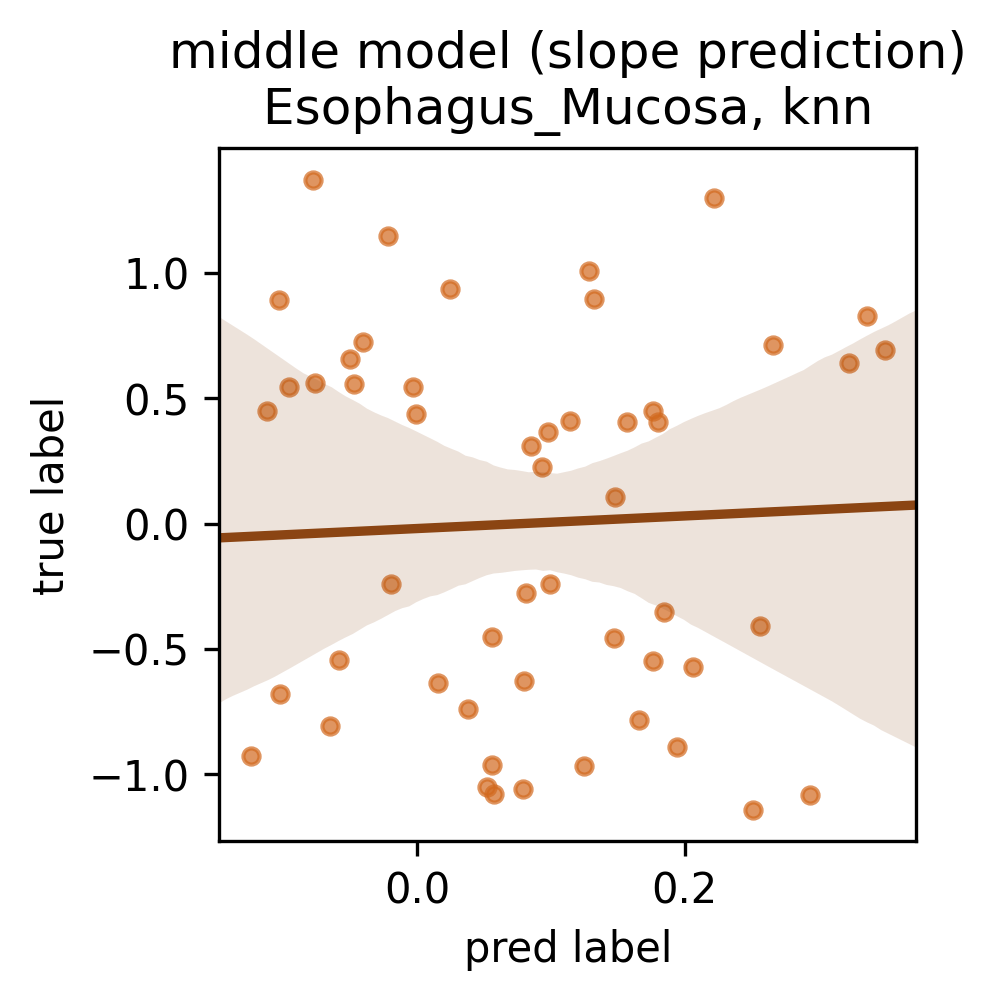 middle model (slope prediction)
Esophagus_Mucosa, knn
1.0
0.5
0.0
−0.5
−1.0
true label
0.0
0.2
pred label